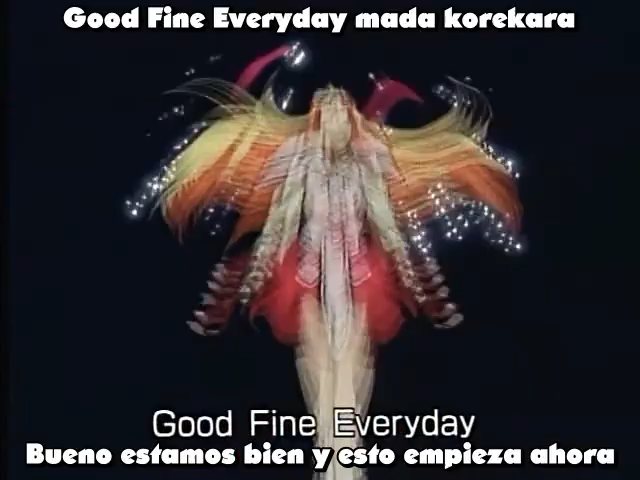 Good Fine Everyday mada korekara
Good Fine Everyday
Bueno estamos bien y esto empieza ahora